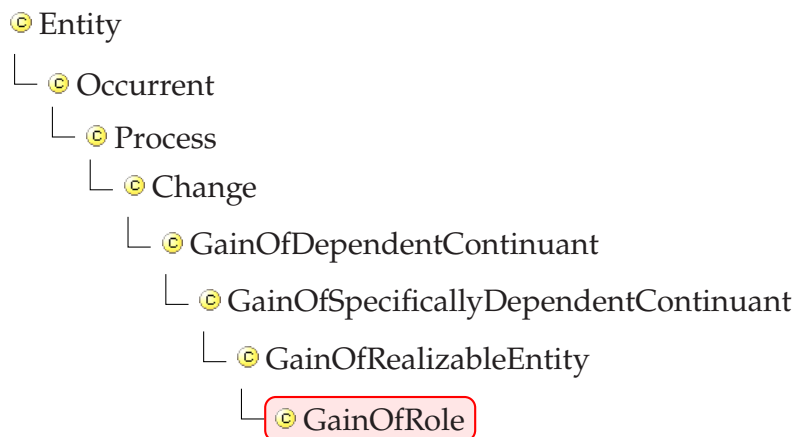 Entity
Occurrent
Process
Change
GainOfDependentContinuant
GainOfSpecificallyDependentContinuant
GainOfRealizableEntity
GainOfRole